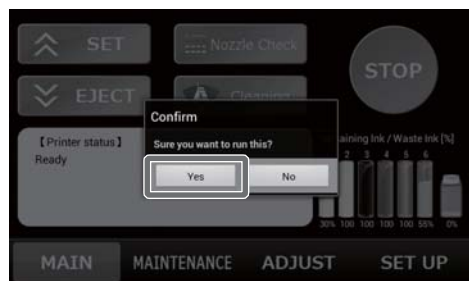 SET
Nozzle Check
STOP
EJECT
Cleaning
Confirm
Sure you want to run this?
Yes
No
【Printer status】
Ready
aining Ink / Waste Ink [%]
2 3 4 5 6
30% 100 100 100 100 55% 0%
MAIN MAINTENANCE ADJUST SET UP